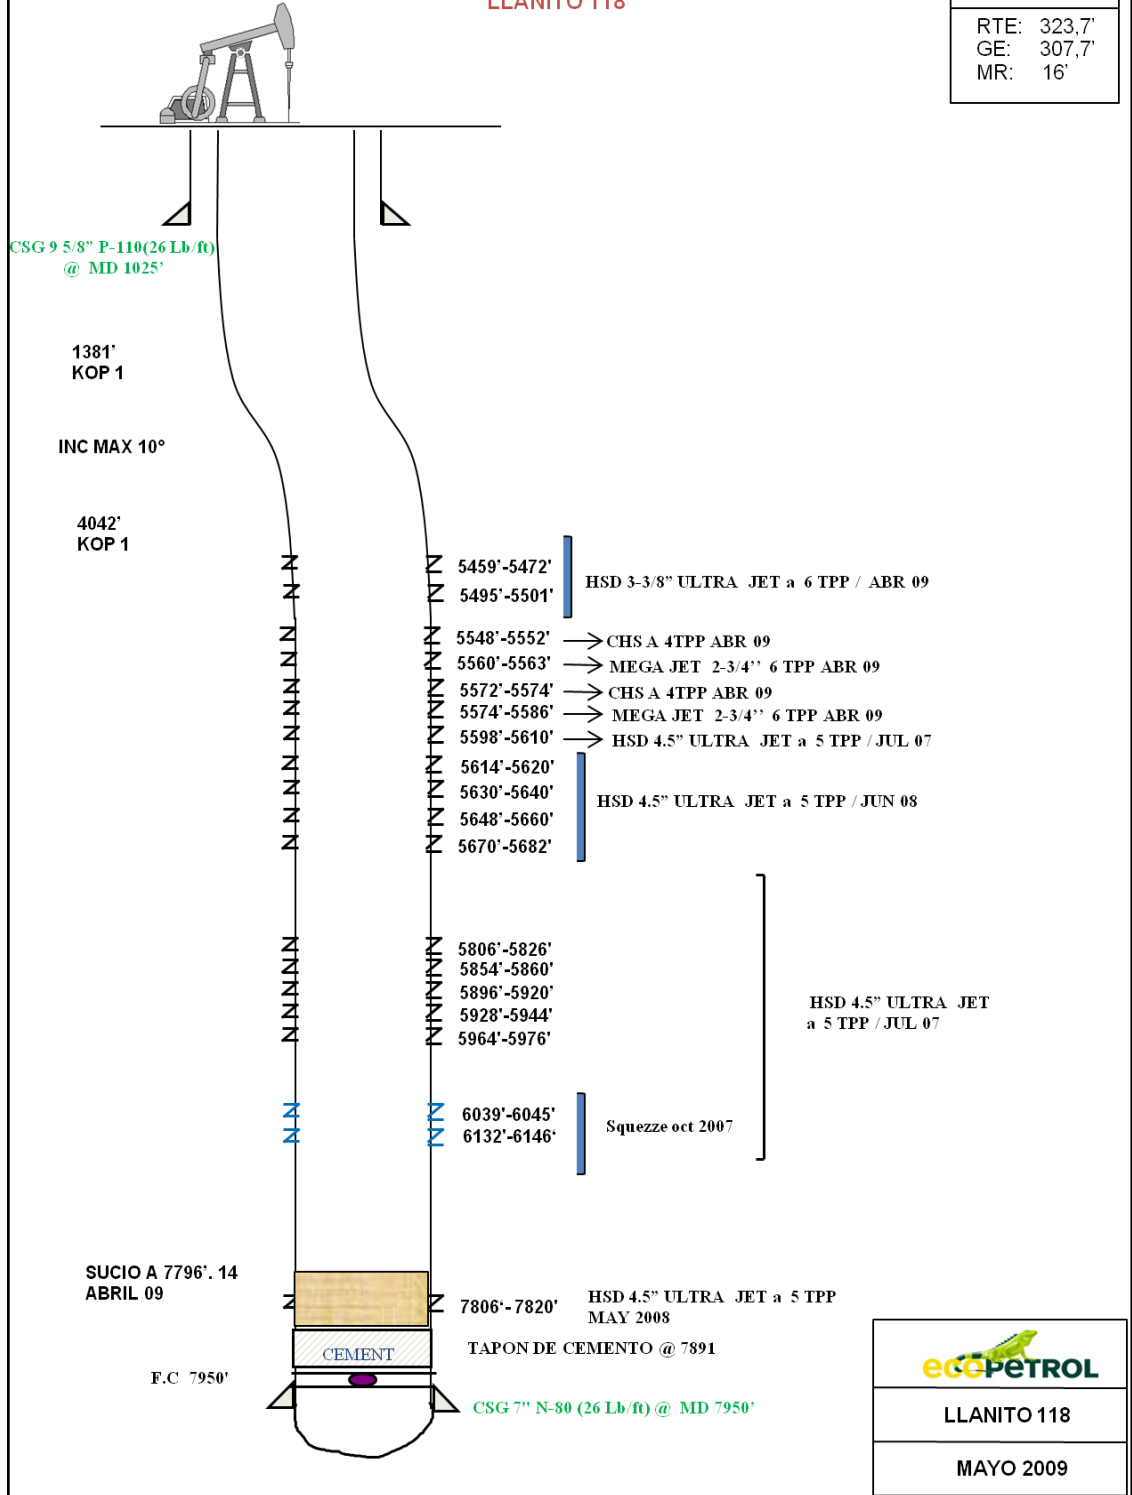 LLANITO 118
RTE: 323,7'
GE: 307,7'
MR: 16'
CSG 9 5/8” P-110(26 Lb/ft)
@ MD 1025’
1381’
KOP 1
INC MAX 10°
4042’
KOP 1
5459’-5472’
5495’-5501’
HSD 3-3/8” ULTRA JET a 6 TPP / ABR 09
5548’-5552’
CHS A 4TPP ABR 09
5560’-5563’
MEGA JET 2-3/4’’ 6 TPP ABR 09
5572’-5574’
CHS A 4TPP ABR 09
5574’-5586’
MEGA JET 2-3/4’’ 6 TPP ABR 09
5598’-5610’
HSD 4.5” ULTRA JET a 5 TPP / JUL 07
5614’-5620’
5630’-5640’
HSD 4.5” ULTRA JET a 5 TPP / JUN 08
5648’-5660’
5670’-5682’
5806’-5826’
5854’-5860’
5896’-5920’
5928’-5944’
5964’-5976’
HSD 4.5” ULTRA JET
a 5 TPP / JUL 07
6039’-6045’
6132’-6146‘
Squezze oct 2007
SUCIO A 7796’. 14
ABRIL 09
7806‘-7820’
HSD 4.5” ULTRA JET a 5 TPP
MAY 2008
CEMENT
TAPON DE CEMENTO @ 7891
F.C 7950'
CSG 7" N-80 (26 Lb/ft) @ MD 7950’
ecopetrol
LLANITO 118
MAYO 2009